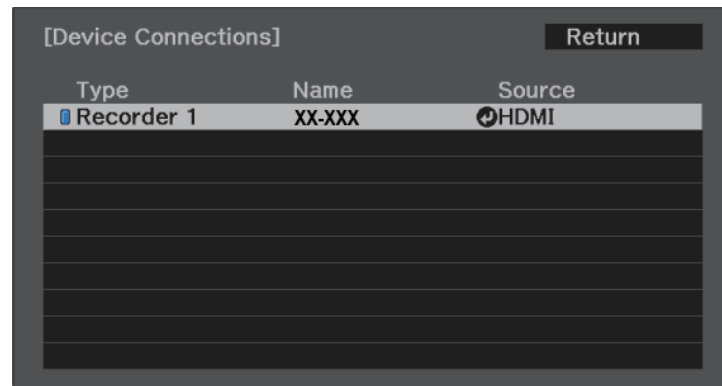 [Device Connections] Return
Type Name Source
Recorder 1 XX-XXX HDMI